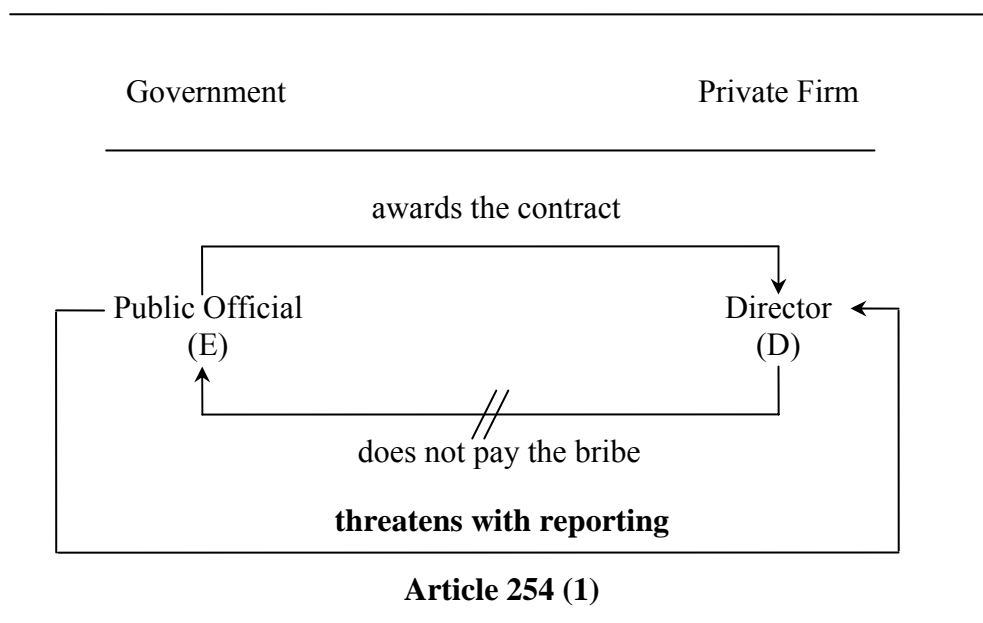 Government Private Firm
awards the contract
Public Official Director
(E) (D)
does not pay the bribe
threatens with reporting
Article 254 (1)